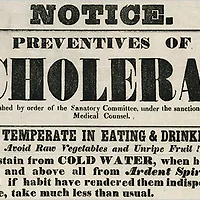 NOTICE.
PREVENTIVES OF
CHOLERA
hed by order of the Sanatory Committee, under the sanction
Medical Counsel.
TEMPERATE IN EATING & DRINK
Avoid Raw Vegetables and Unripe Fruit !
stain from COLD WATER, when h
and above all from Ardent Spir
if habit have rendered them indisp
e, take much less than usual.